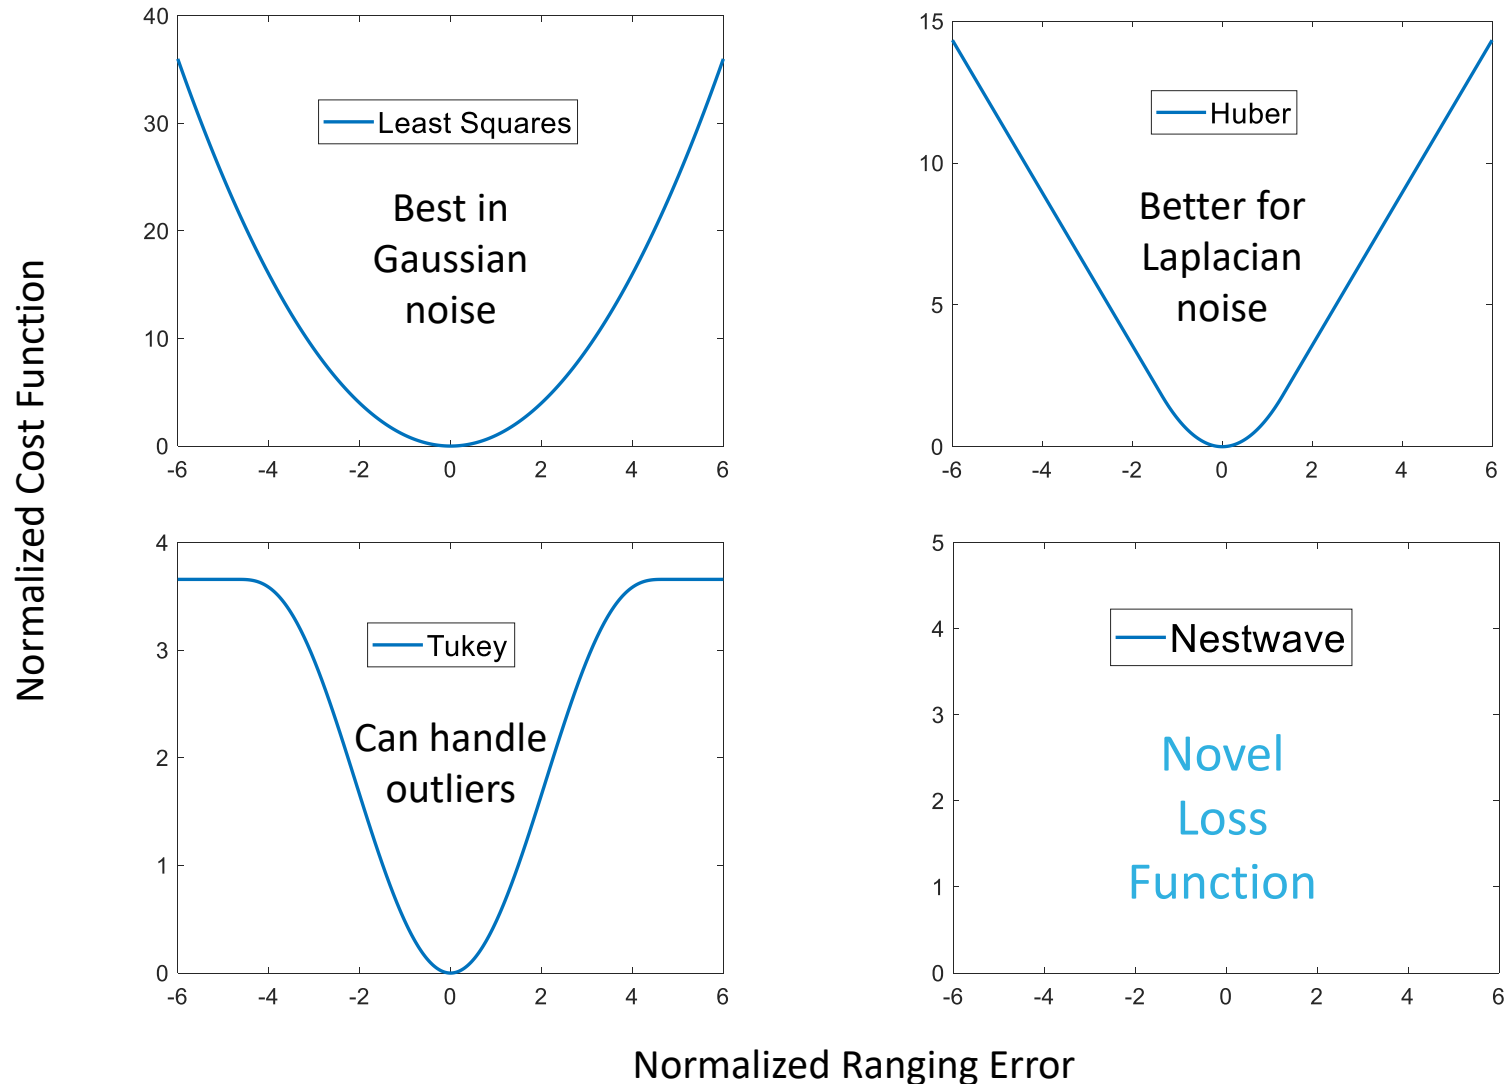 Normalized Cost Function
40
30
20
10
0
-6 -4 -2 0 2 4 6
Least Squares
Best in
Gaussian
noise
15
10
5
0
-6 -4 -2 0 2 4 6
Huber
Better for
Laplacian
noise
4
3
2
1
0
-6 -4 -2 0 2 4 6
Tukey
Can handle
outliers
5
4
3
2
1
0
-6 -4 -2 0 2 4 6
Nestwave
Novel
Loss
Function
Normalized Ranging Error